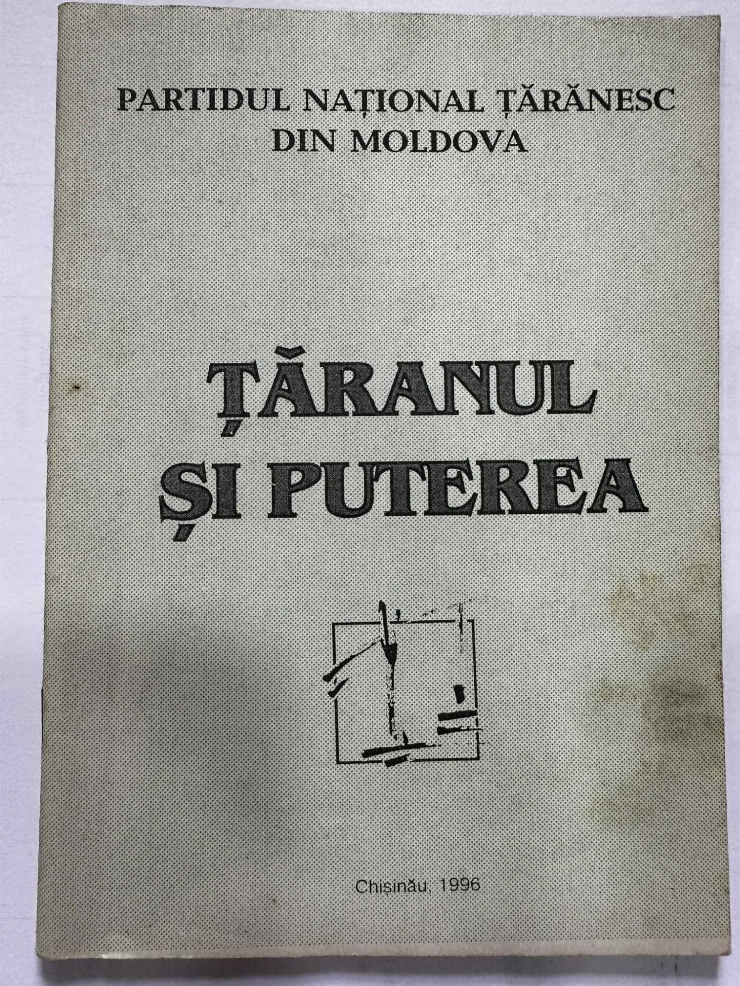 PARTIDUL NAȚIONAL ȚĂRĂNESC
DIN MOLDOVA
ȚĂRANUL
ȘI PUTEREA
Chișinău, 1996